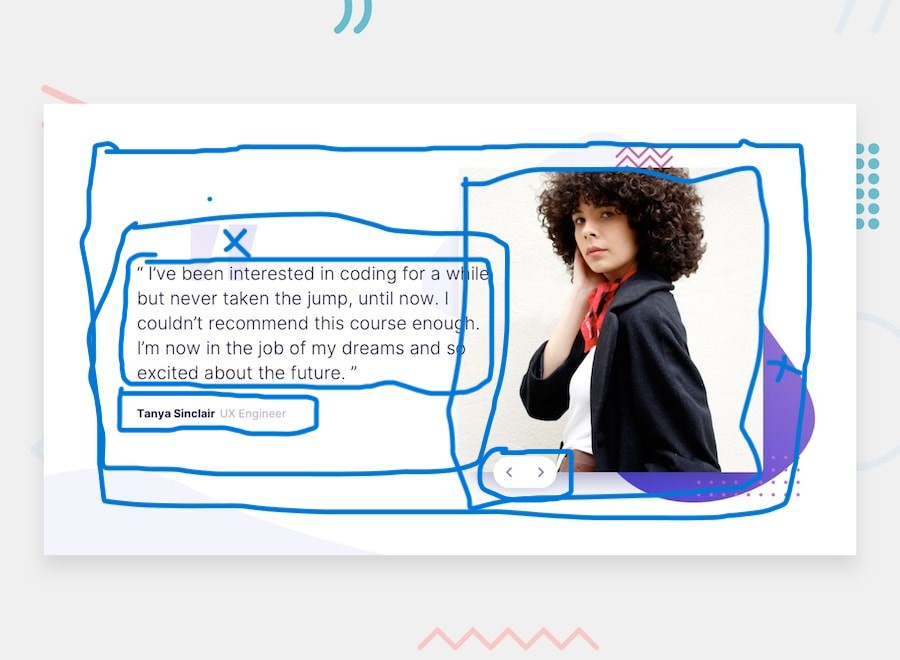 “ I’ve been interested in coding for a while
but never taken the jump, until now. I
couldn’t recommend this course enough.
I’m now in the job of my dreams and so
excited about the future. ”
Tanya Sinclair UX Engineer